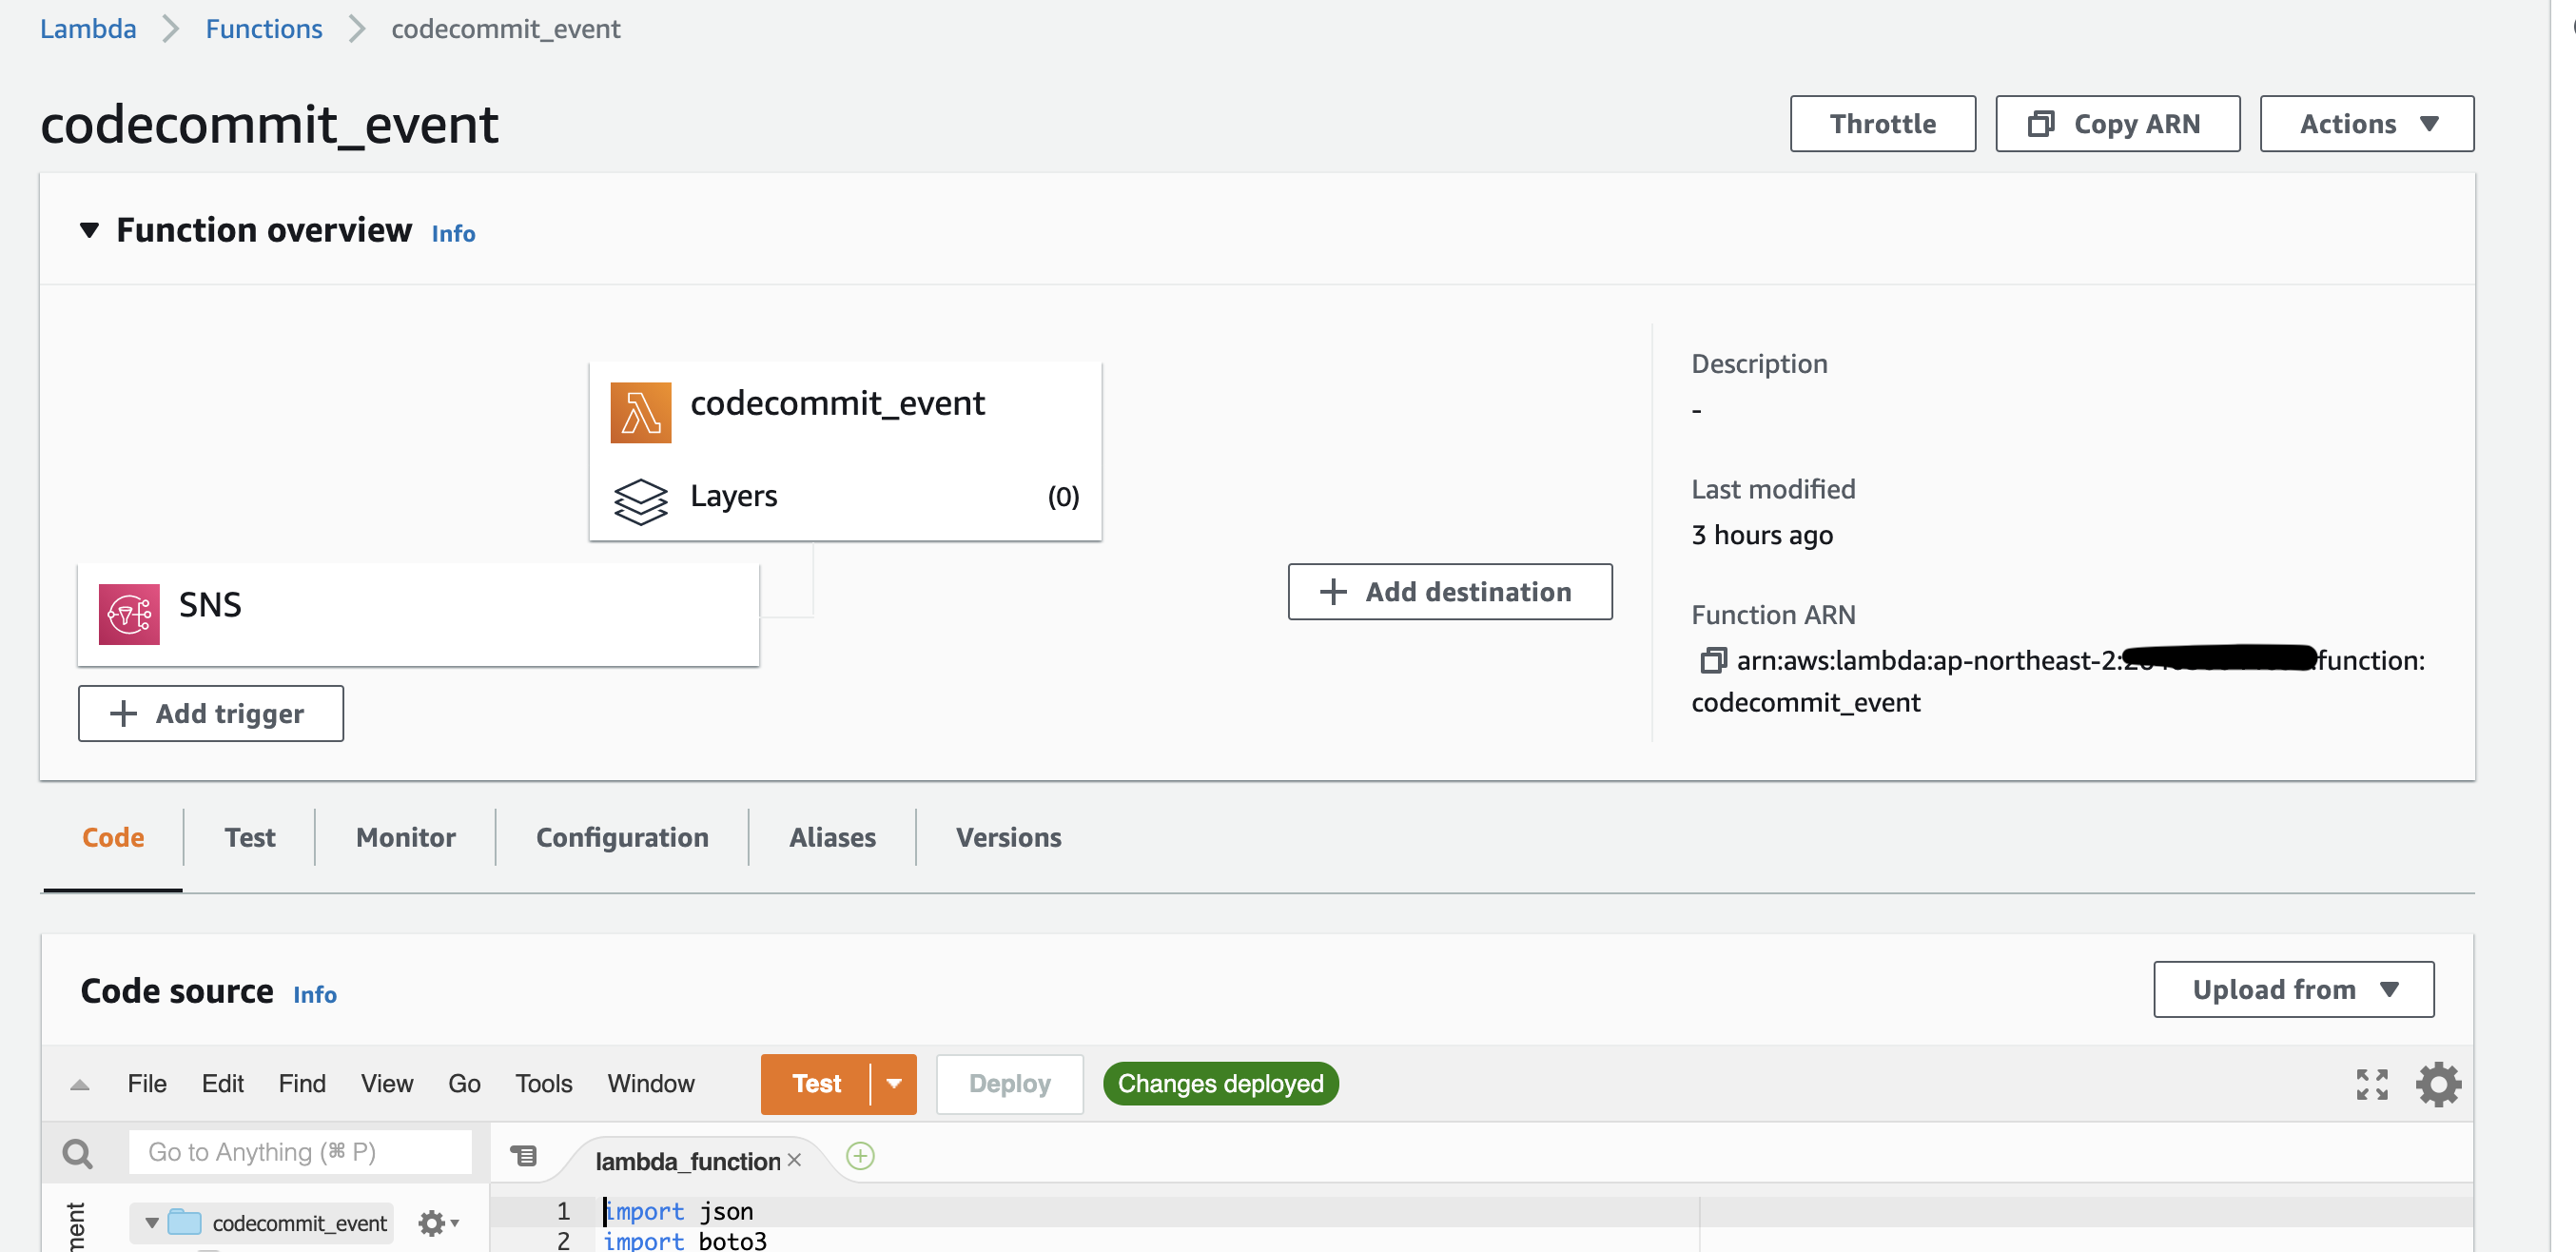 Lambda > Functions > codecommit_event
codecommit_event
Throttle
Copy ARN
Actions
Function overview Info
codecommit_event
Layers (0)
SNS
Add trigger
Add destination
Description
-
Last modified
3 hours ago
Function ARN
arn:aws:lambda:ap-northeast-2: function:
codecommit_event
Code Test Monitor Configuration Aliases Versions
Code source Info
Upload from
File Edit Find View Go Tools Window Test Deploy Changes deployed
Go to Anything (⌘ P)
lambda_function
codecommit_event
1 import json
2 import boto3